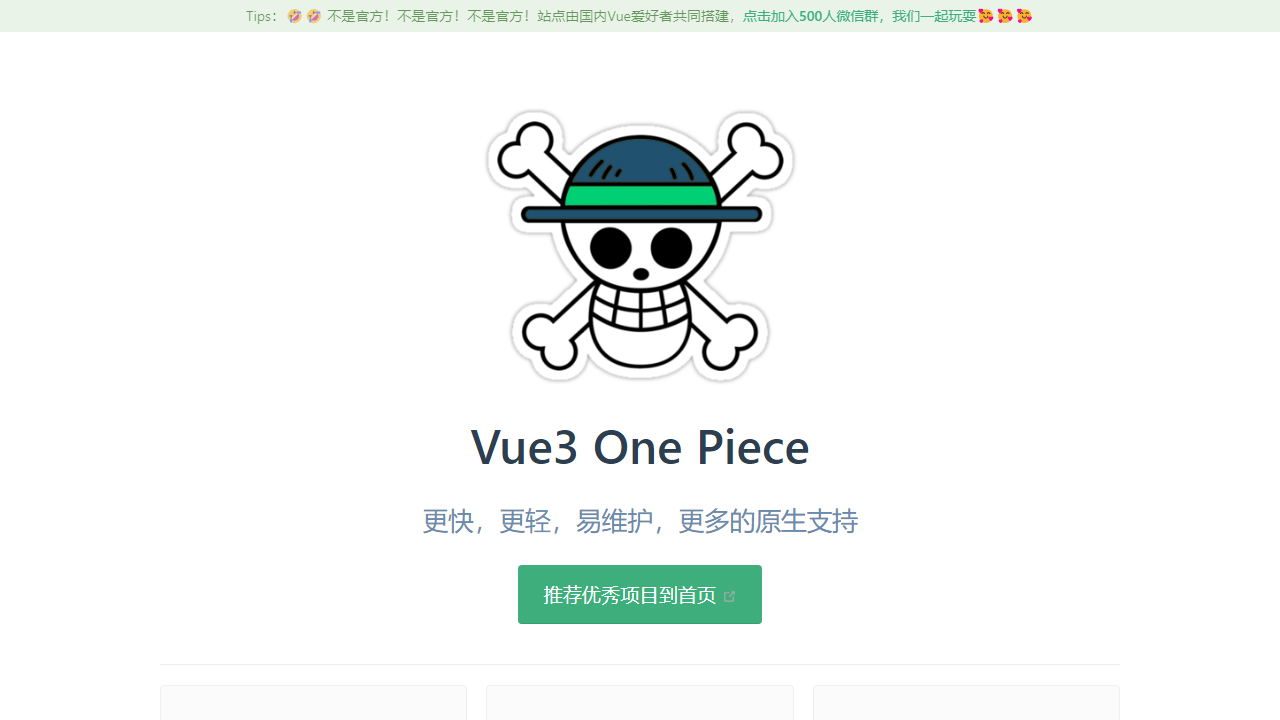 Tips：🤣🤣 不是官方！不是官方！不是官方！站点由国内Vue爱好者共同搭建，点击加入500人微信群，我们一起玩耍🥰🥰🥰
Vue3 One Piece
更快，更轻，易维护，更多的原生支持
推荐优秀项目到首页